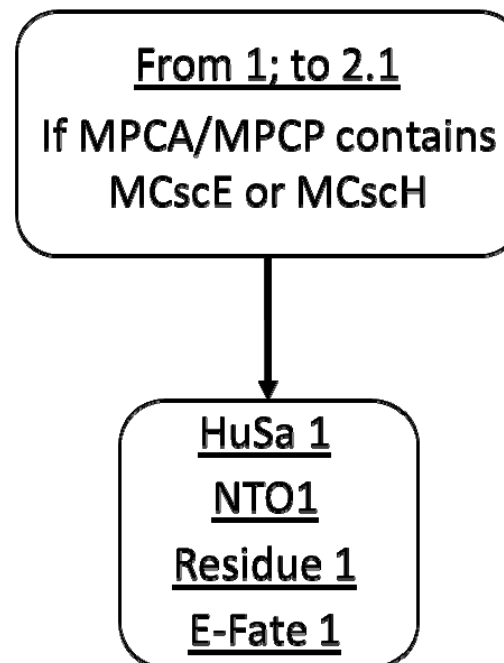 From 1; to 2.1
If MPCA/MPCP contains
MCscE or MCscH
HuSa 1
NTO1
Residue 1
E-Fate 1